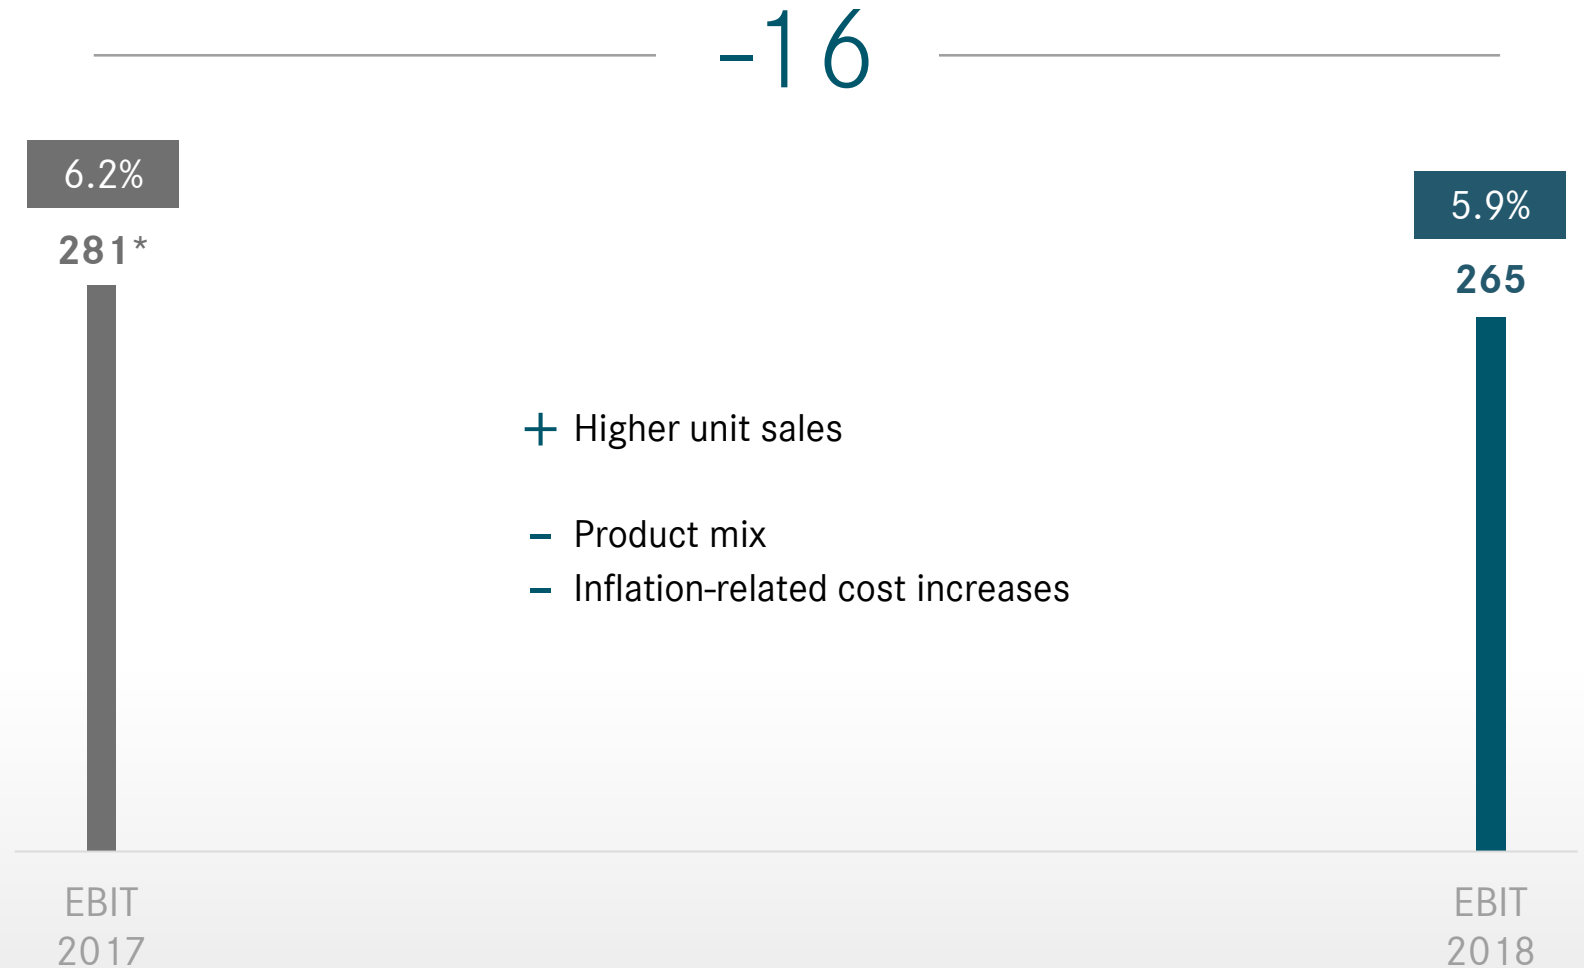 -16
6.2%
281*
5.9%
265
+ Higher unit sales
- Product mix
- Inflation-related cost increases
EBIT
2017
EBIT
2018